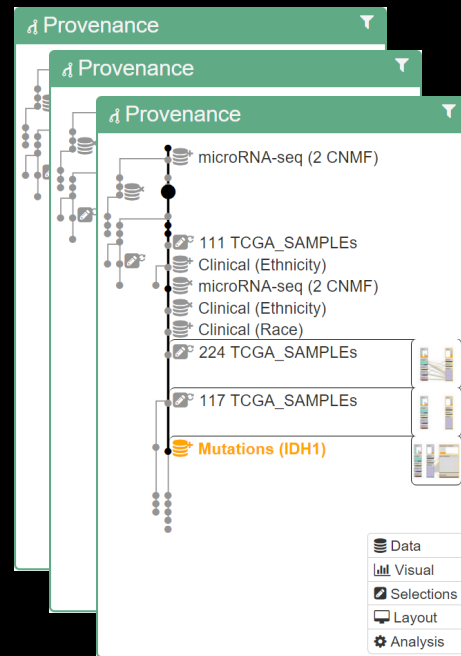 Provenance
Provenance
Provenance
microRNA-seq (2 CNMF)
111 TCGA_SAMPLEs
Clinical (Ethnicity)
microRNA-seq (2 CNMF)
Clinical (Ethnicity)
Clinical (Race)
224 TCGA_SAMPLEs
117 TCGA_SAMPLEs
Mutations (IDH1)
Data
Visual
Selections
Layout
Analysis